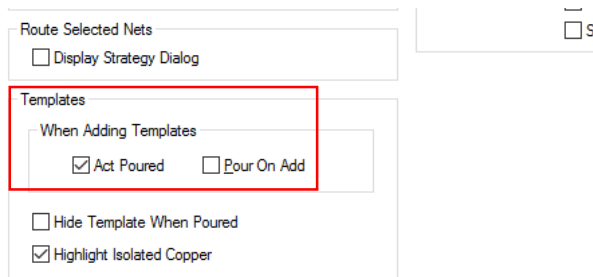 Route Selected Nets
Display Strategy Dialog
Templates
When Adding Templates
Act Poured
Pour On Add
Hide Template When Poured
Highlight Isolated Copper
S